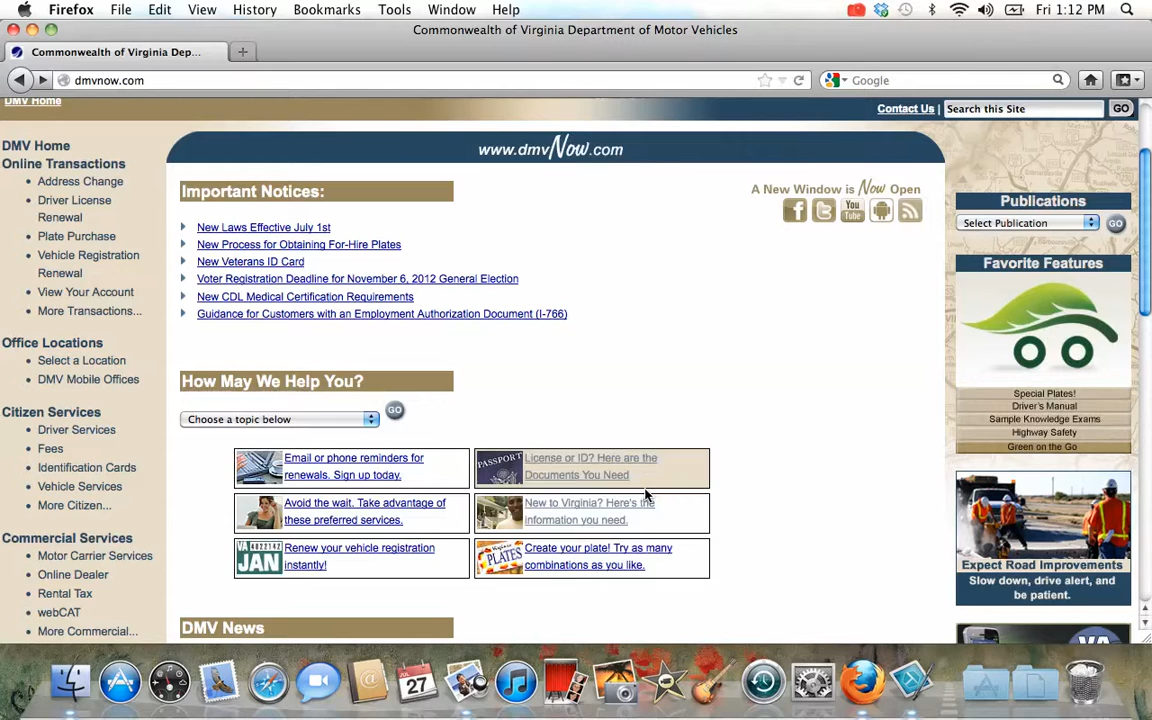 Firefox File Edit View History Bookmarks Tools Window Help Fri 1:12 PM
Commonwealth of Virginia Department of Motor Vehicles
Commonwealth of Virginia Dep...
dmvnow.com
Google
DMV Home
Contact Us | Search this Site GO
DMV Home
Online Transactions
Address Change
Driver License
Renewal
Plate Purchase
Vehicle Registration
Renewal
View Your Account
More Transactions...
Office Locations
Select a Location
DMV Mobile Offices
Citizen Services
Driver Services
Fees
Identification Cards
Vehicle Services
More Citizen...
Commercial Services
Motor Carrier Services
Online Dealer
Rental Tax
webCAT
More Commercial...
www.dmvNow.com
Important Notices:
New Laws Effective July 1st
New Process for Obtaining For-Hire Plates
New Veterans ID Card
Voter Registration Deadline for November 6, 2012 General Election
New CDL Medical Certification Requirements
Guidance for Customers with an Employment Authorization Document (I-766)
A New Window is Now Open
You
Tube
How May We Help You?
Choose a topic below GO
Email or phone reminders for
renewals. Sign up today.
PASSPORT
License or ID? Here are the
Documents You Need
Avoid the wait. Take advantage of
these preferred services.
New to Virginia? Here's the
information you need.
JAN
Renew your vehicle registration
instantly!
PLATES
Create your plate! Try as many
combinations as you like.
DMV News
Publications
Select Publication GO
Favorite Features
Special Plates!
Driver's Manual
Sample Knowledge Exams
Highway Safety
Green on the Go
Expect Road Improvements
Slow down, drive alert, and
be patient.
VA
27